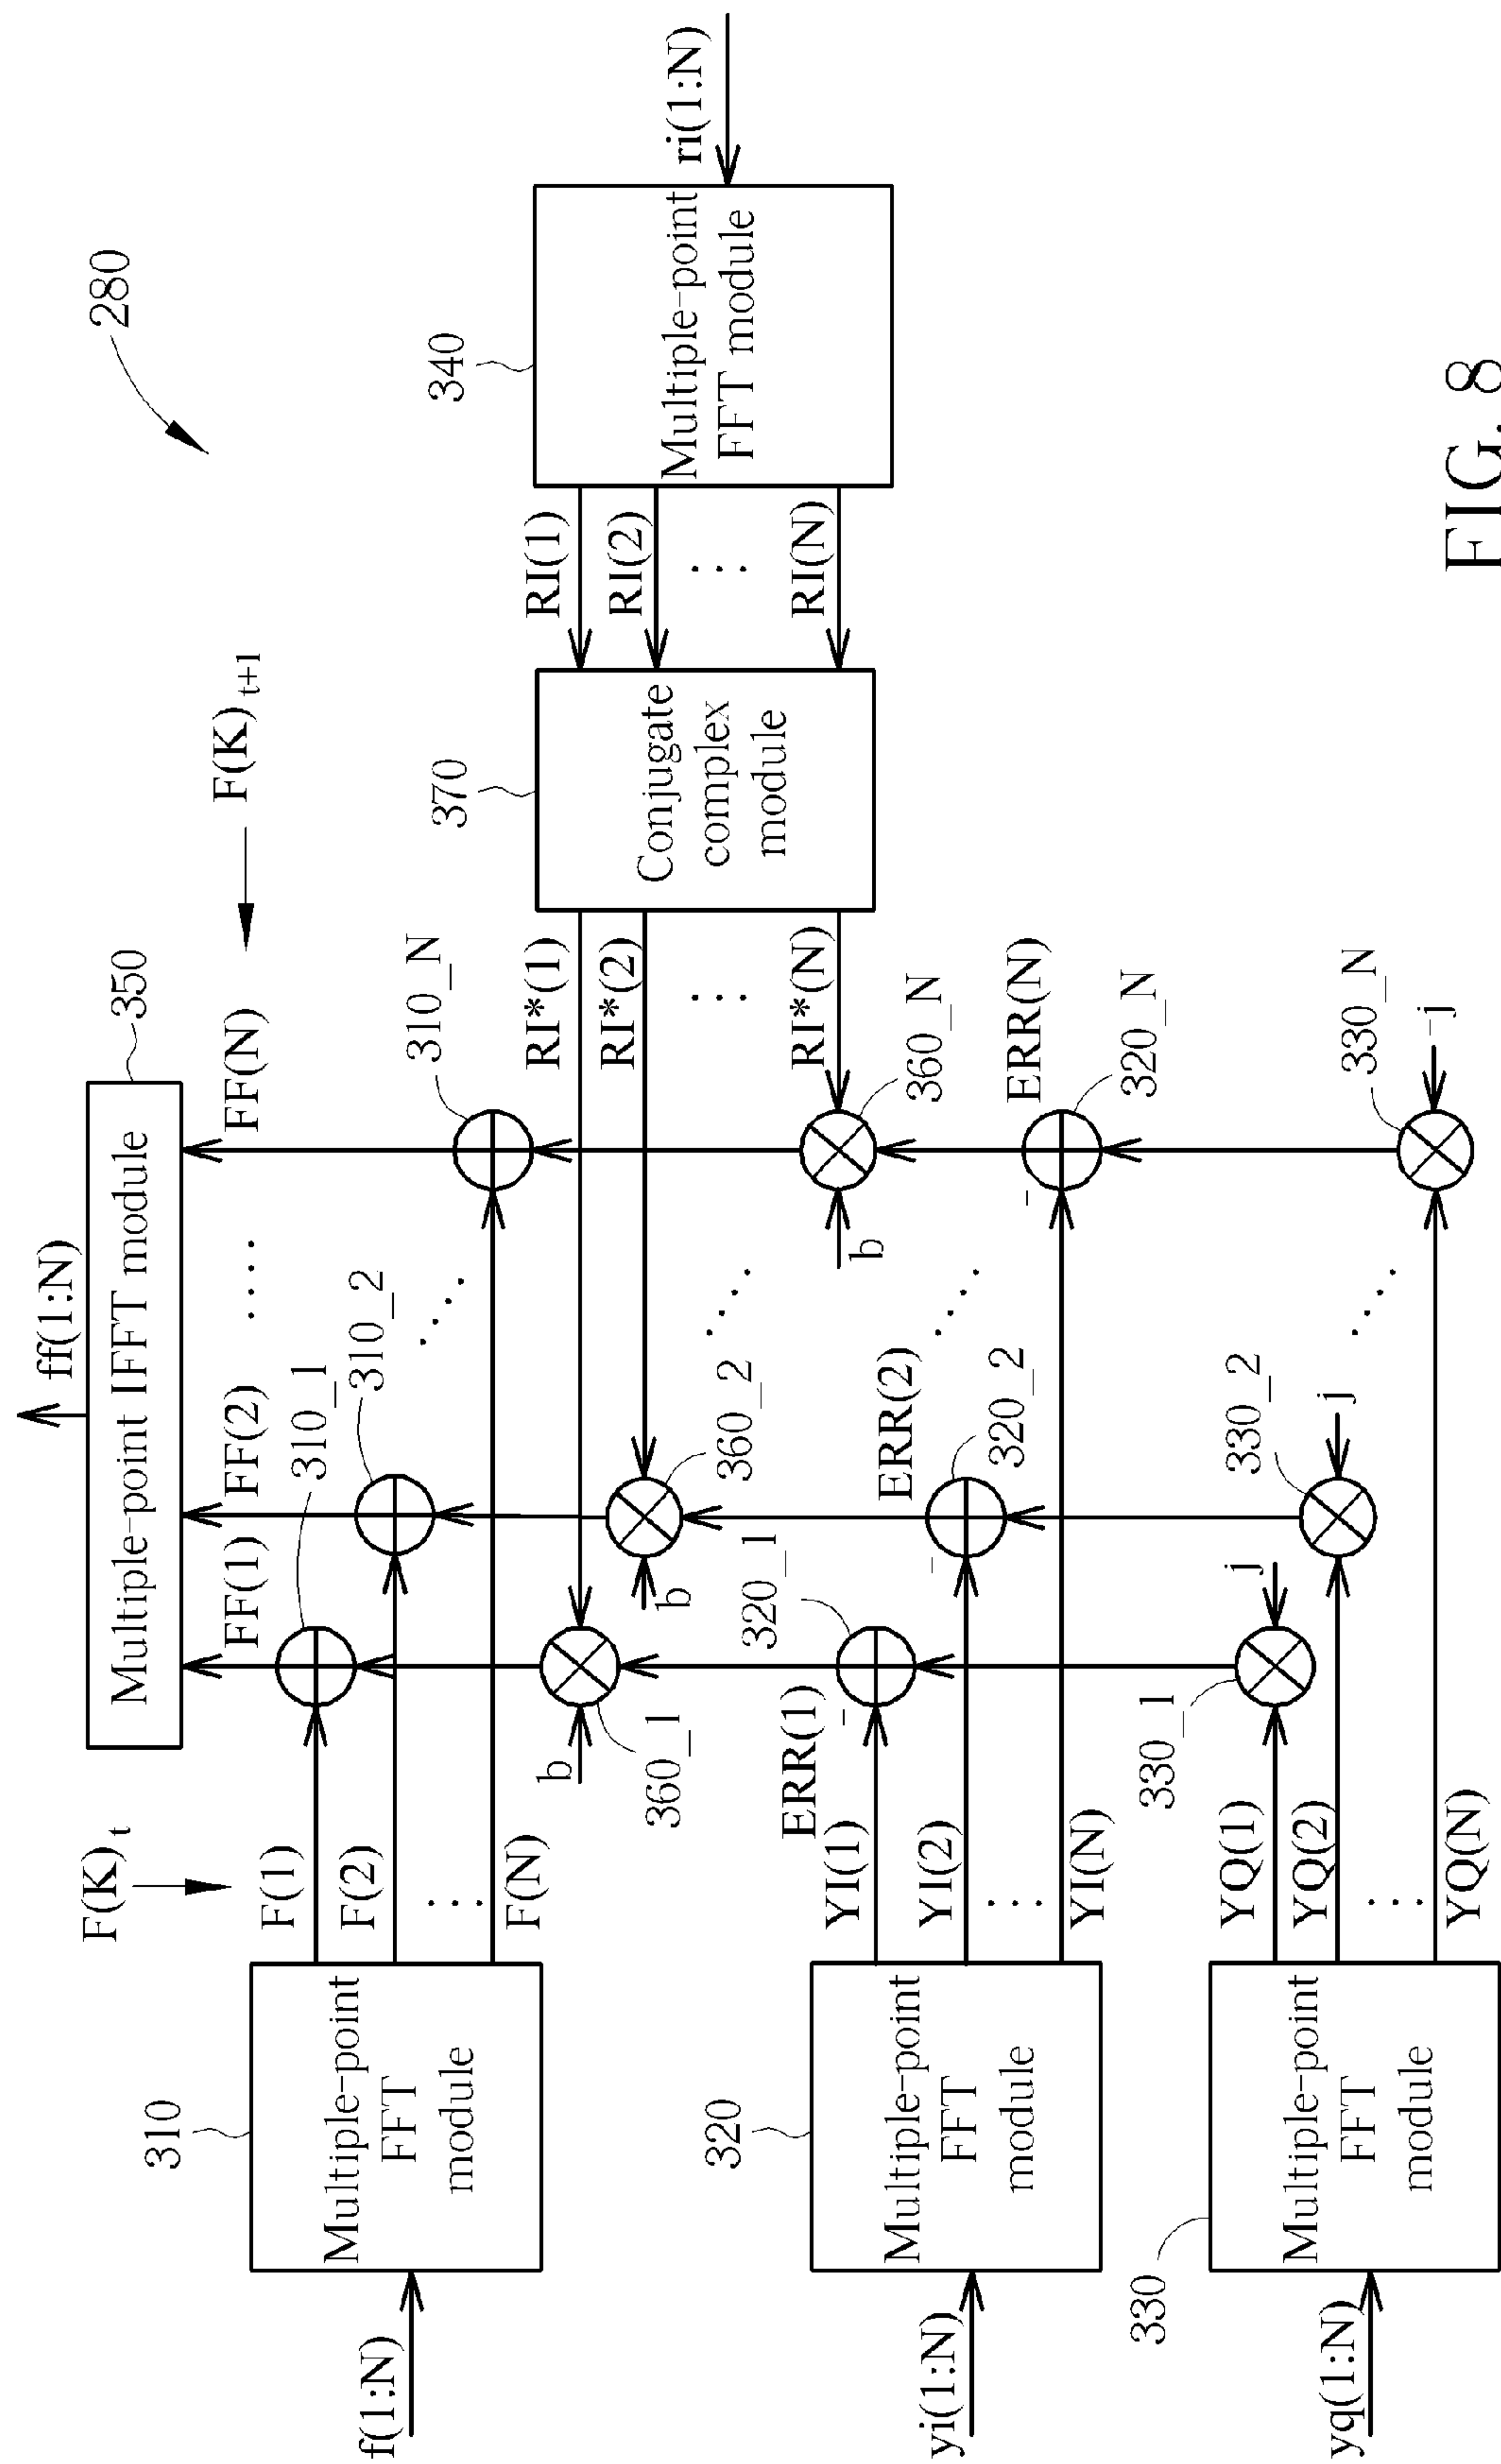 280
ff(1:N)
Multiple-point IFFT module
350
F(K) t
F(K) t+1
FF(1)
FF(2)
....
FF(N)
310
Multiple-point
FFT
module
f(1:N)
F(1)
F(2)
...
F(N)
310_1
310_2
....
310_N
340
Multiple-point
FFT module
ri(1:N)
RI(1)
RI(2)
...
RI(N)
370
Conjugate
complex
module
RI*(1)
RI*(2)
...
RI*(N)
b
360_1
b
360_2
....
b
360_N
320
Multiple-point
FFT
module
yi(1:N)
YI(1)
YI(2)
...
YI(N)
ERR(1)
-
320_1
ERR(2)
-
320_2
....
ERR(N)
-
320_N
330
Multiple-point
FFT
module
yq(1:N)
YQ(1)
YQ(2)
...
YQ(N)
j
330_1
j
330_2
....
-j
330_N
FIG. 8